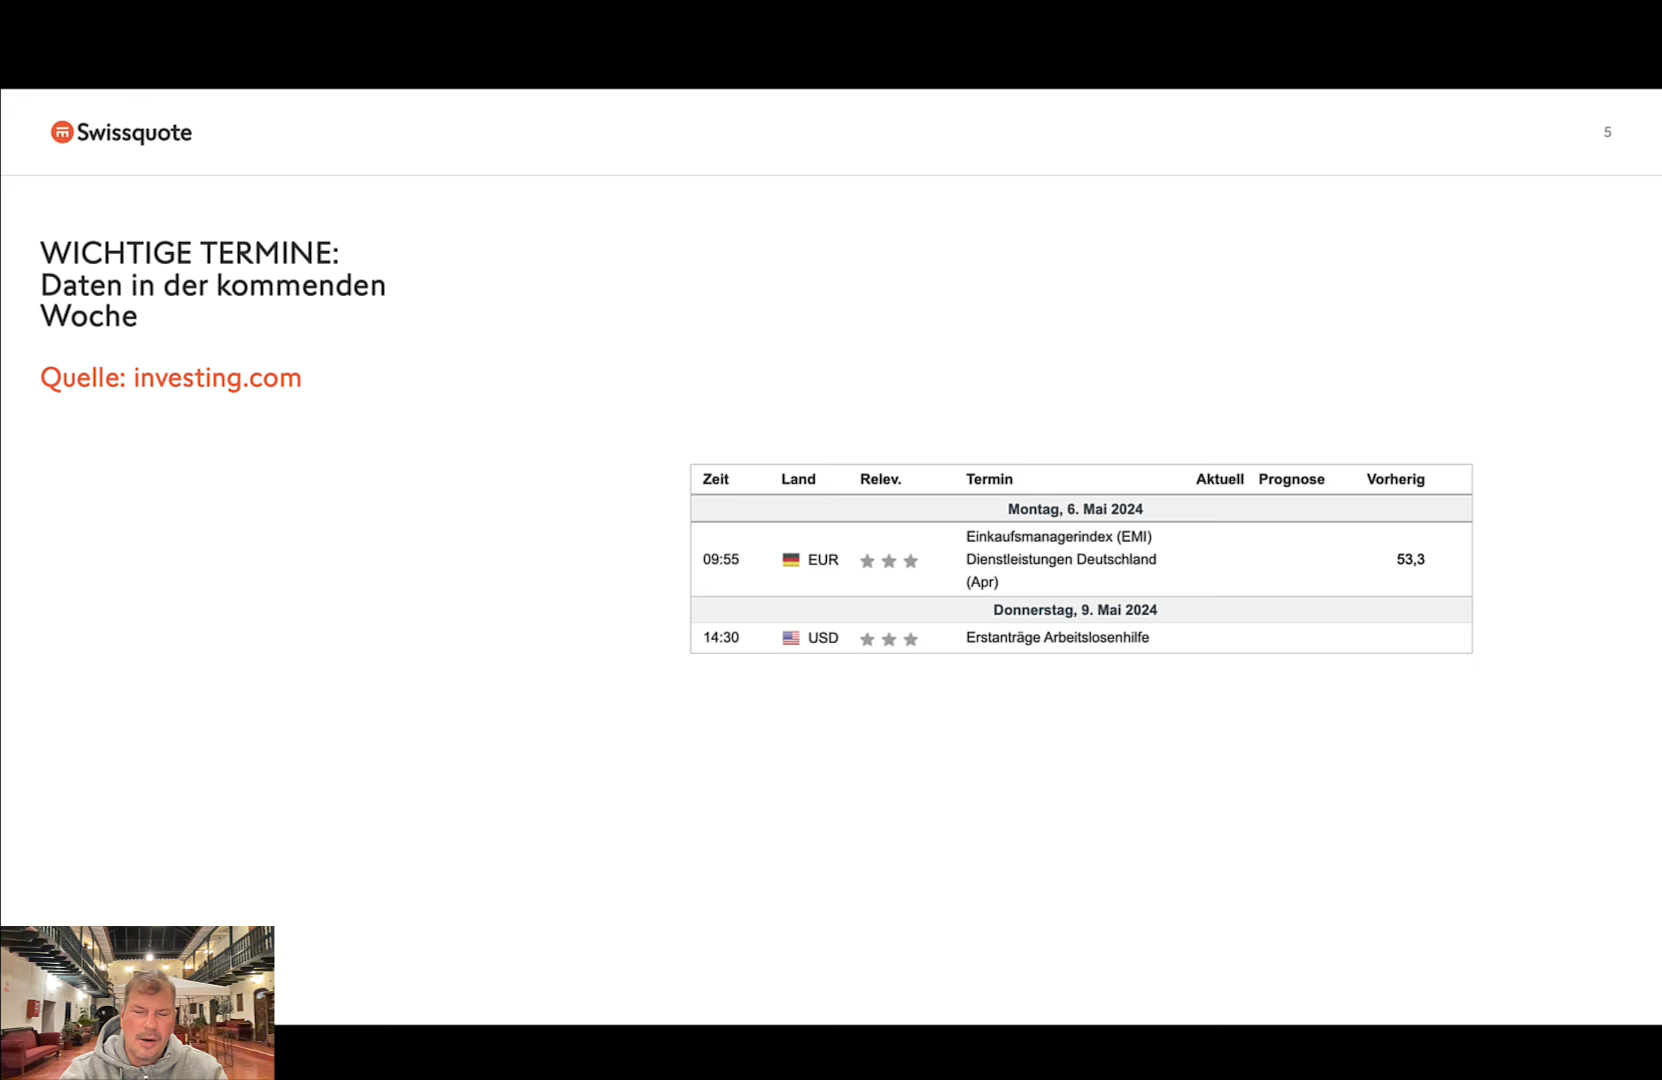 Swissquote
5
WICHTIGE TERMINE:
Daten in der kommenden
Woche
Quelle: investing.com
Zeit Land Relev. Termin Aktuell Prognose Vorherig
Montag, 6. Mai 2024
09:55 EUR Einkaufsmanagerindex (EMI)
Dienstleistungen Deutschland
(Apr) 53,3
Donnerstag, 9. Mai 2024
14:30 USD Erstanträge Arbeitslosenhilfe